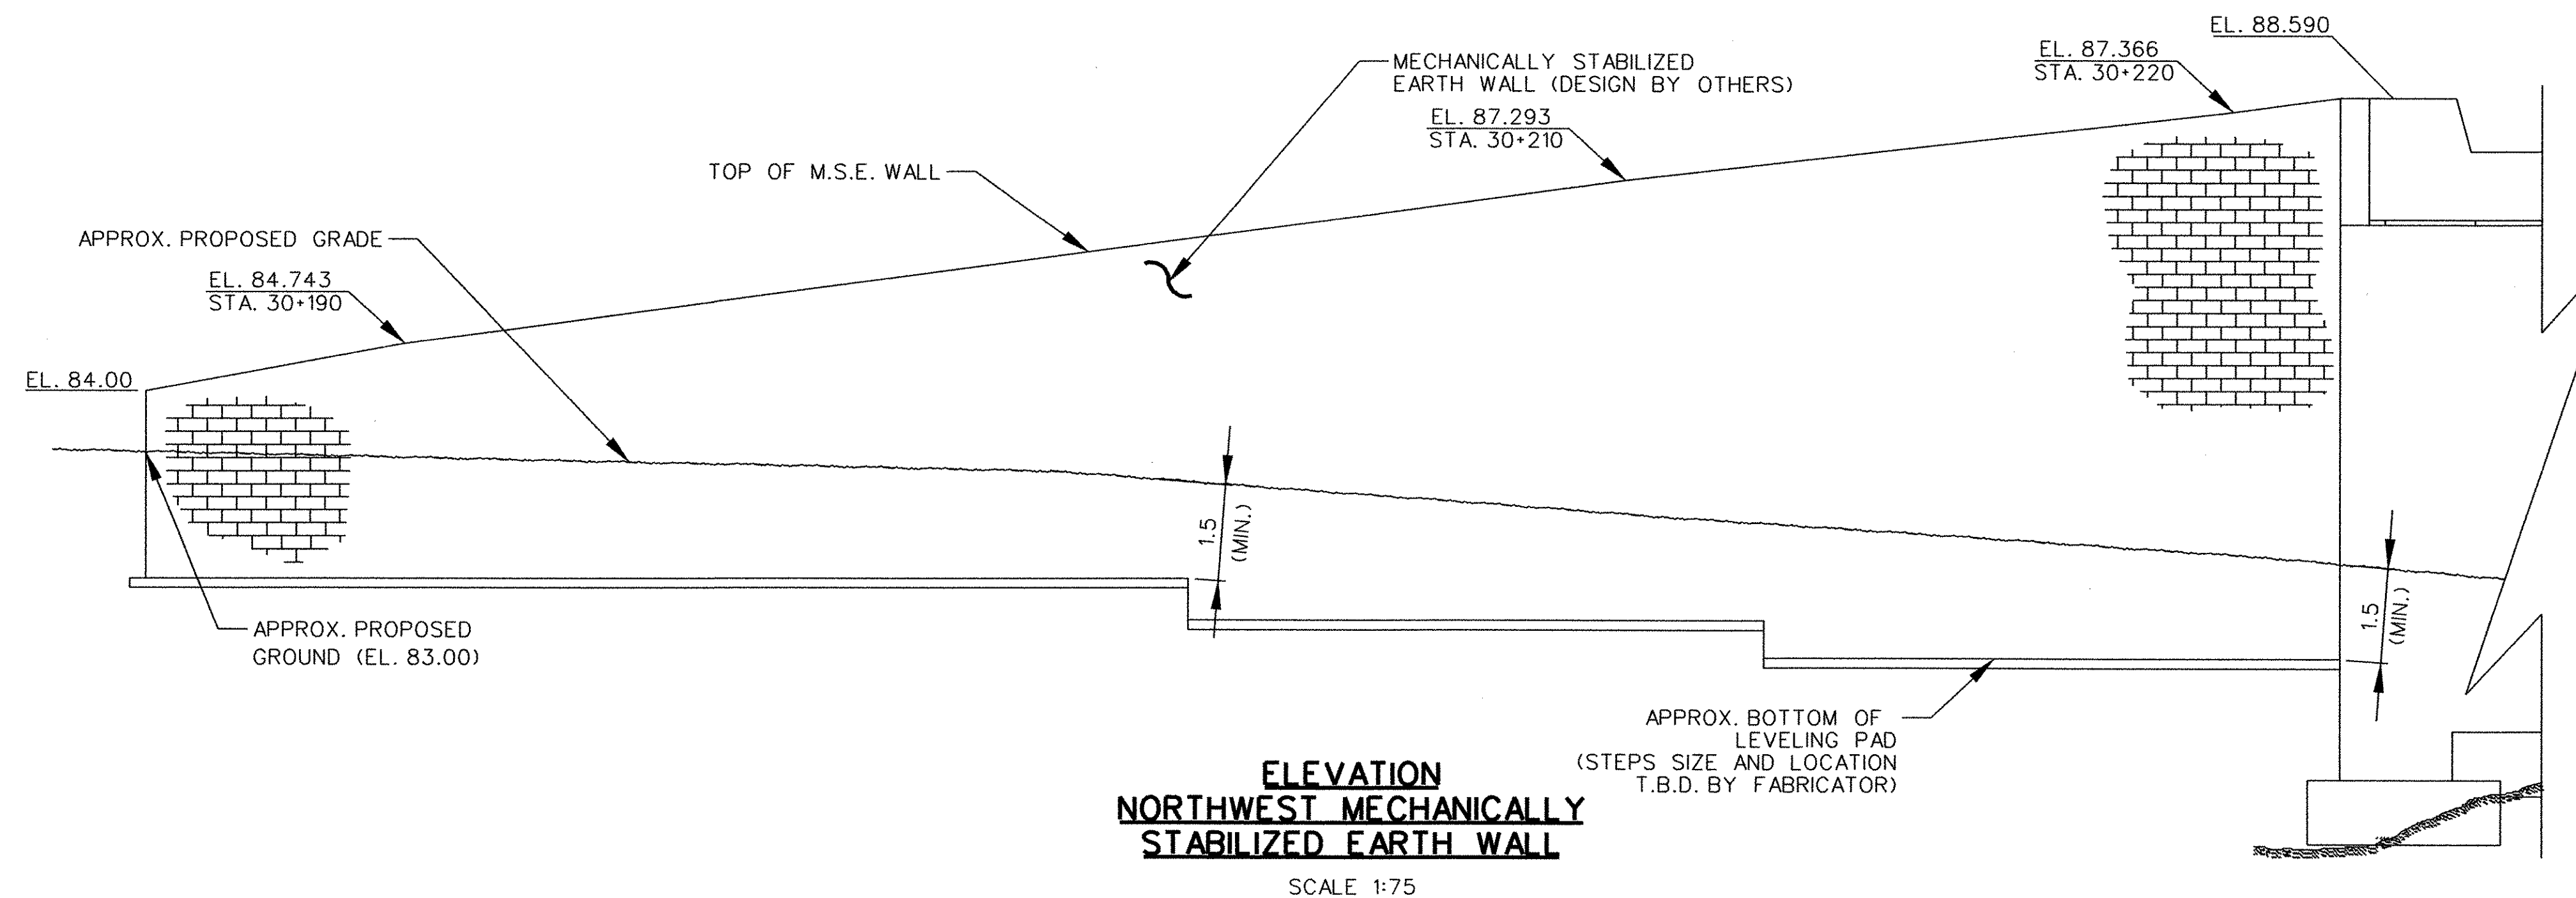 EL. 88.590
EL. 87.366
STA. 30+220
MECHANICALLY STABILIZED
EARTH WALL (DESIGN BY OTHERS)
EL. 87.293
STA. 30+210
TOP OF M.S.E. WALL
APPROX. PROPOSED GRADE
EL. 84.743
STA. 30+190
EL. 84.00
1.5
(MIN.)
1.5
(MIN.)
APPROX. PROPOSED
GROUND (EL. 83.00)
APPROX. BOTTOM OF
LEVELING PAD
(STEPS SIZE AND LOCATION
T.B.D. BY FABRICATOR)
ELEVATION
NORTHWEST MECHANICALLY
STABILIZED EARTH WALL
SCALE 1:75